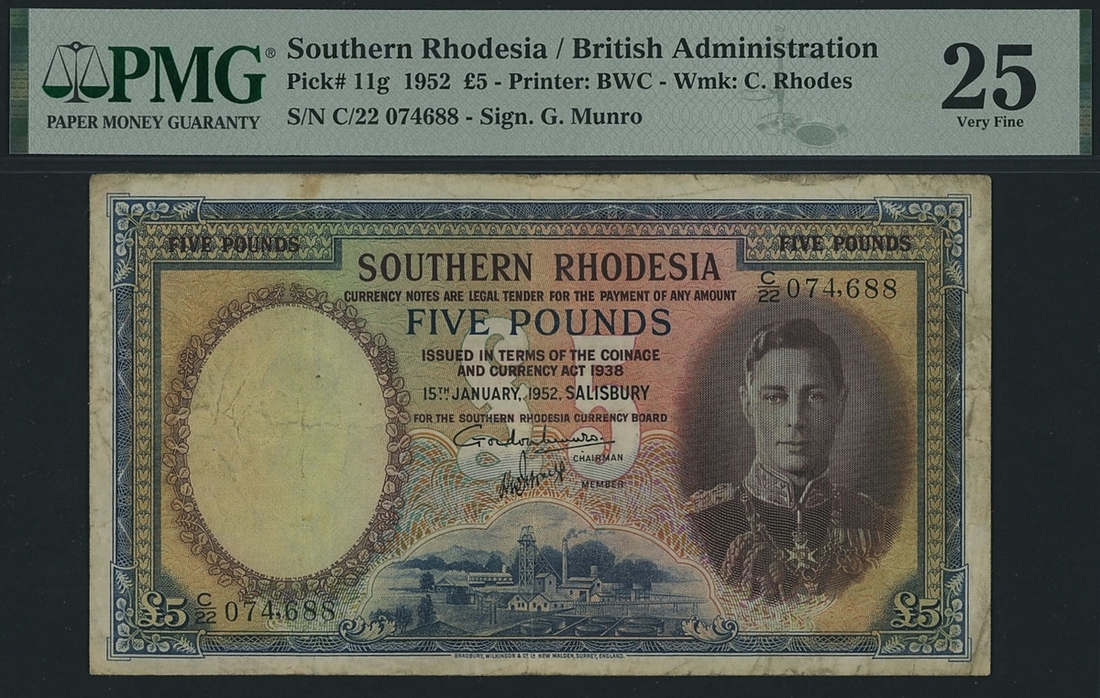 PMG®
PAPER MONEY GUARANTY
Southern Rhodesia / British Administration
Pick# 11g 1952 £5 - Printer: BWC - Wmk: C. Rhodes
S/N C/22 074688 - Sign. G. Munro
25
Very Fine
FIVE POUNDS
FIVE POUNDS
SOUTHERN RHODESIA
C/22 074,688
CURRENCY NOTES ARE LEGAL TENDER FOR THE PAYMENT OF ANY AMOUNT
FIVE POUNDS
£5
ISSUED IN TERMS OF THE COINAGE
AND CURRENCY ACT 1938
15TH JANUARY, 1952, SALISBURY
FOR THE SOUTHERN RHODESIA CURRENCY BOARD
Gordon Munro
CHAIRMAN
MEMBER
£5
C/22 074,688
£5
BRADBURY, WILKINSON & Co Ld NEW MALDEN, SURREY, ENGLAND.